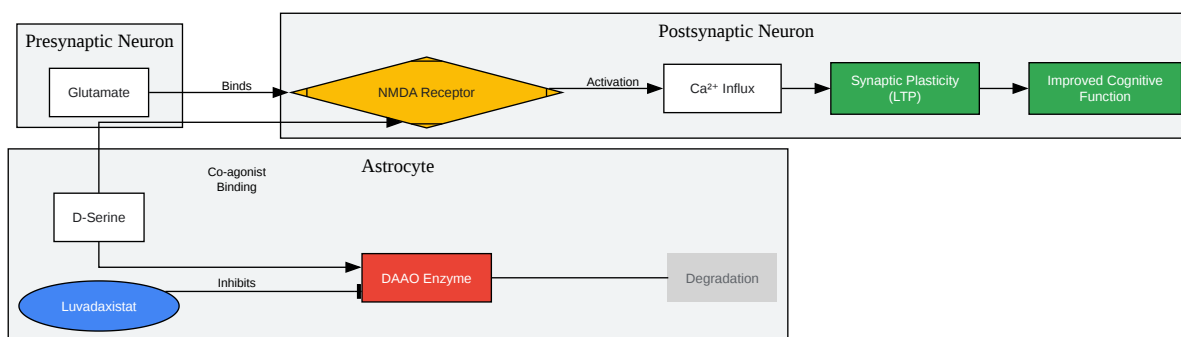 Presynaptic Neuron
Postsynaptic Neuron
Glutamate
Binds
NMDA Receptor
Activation
Ca²⁺ Influx
Synaptic Plasticity
(LTP)
Improved Cognitive
Function
Astrocyte
Co-agonist
Binding
D-Serine
Luvadaxistat
Inhibits
DAAO Enzyme
Degradation